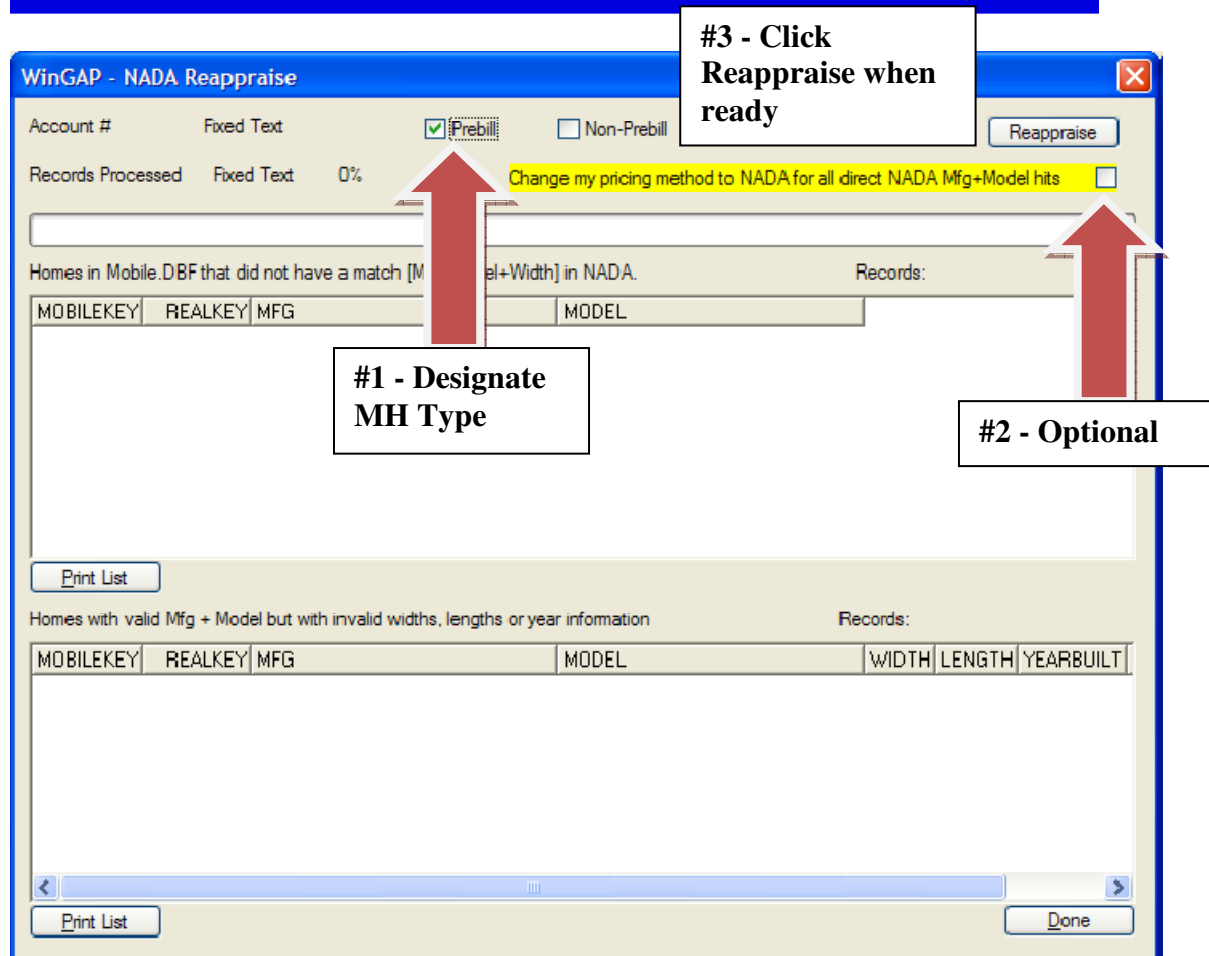 #3 - Click
Reappraise when
ready
WinGAP - NADA Reappraise
Account # Fixed Text Prebill Non-Prebill Reappraise
Records Processed Fixed Text 0% Change my pricing method to NADA for all direct NADA Mfg+Model hits
Homes in Mobile.DBF that did not have a match [M el+Width] in NADA. Records:
MOBILEKEY REALKEY MFG MODEL
#1 - Designate
MH Type
#2 - Optional
Print List
Homes with valid Mfg + Model but with invalid widths, lengths or year information Records:
MOBILEKEY REALKEY MFG MODEL WIDTH LENGTH YEARBUILT
Print List Done